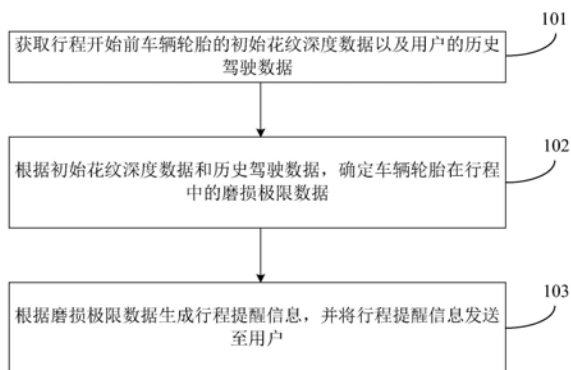 101
获取行程开始前车辆轮胎的初始花纹深度数据以及用户的历史
驾驶数据
102
根据初始花纹深度数据和历史驾驶数据，确定车辆轮胎在行程
中的磨损极限数据
103
根据磨损极限数据生成行程提醒信息，并将行程提醒信息发送
至用户